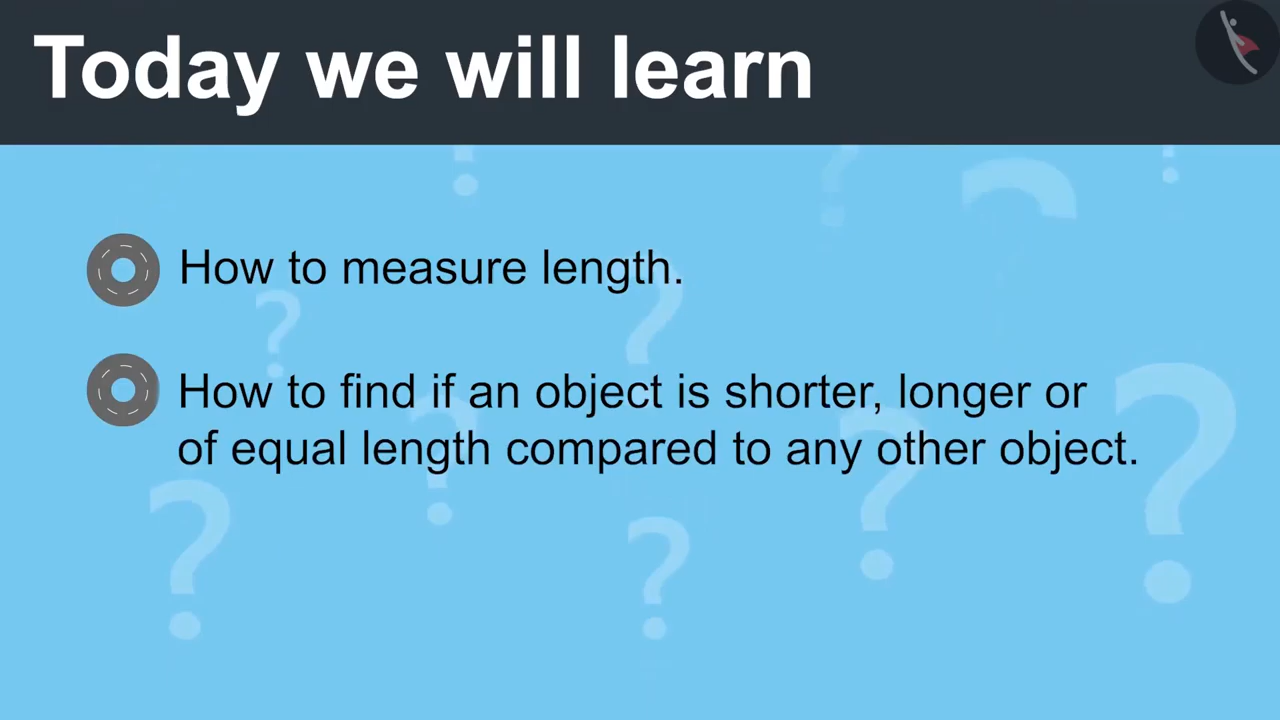 Today we will learn
How to measure length.
How to find if an object is shorter, longer or
of equal length compared to any other object.